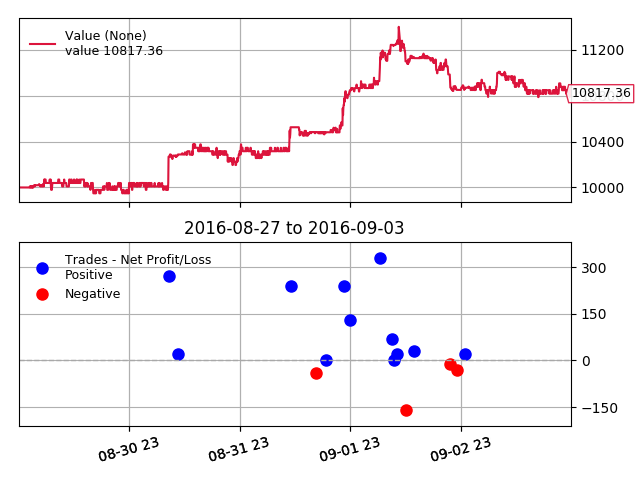 Value (None)
value 10817.36
11200
10817.36
10400
10000
2016-08-27 to 2016-09-03
Trades - Net Profit/Loss
Positive
Negative
300
150
0
−150
08-30 23
08-31 23
09-01 23
09-02 23